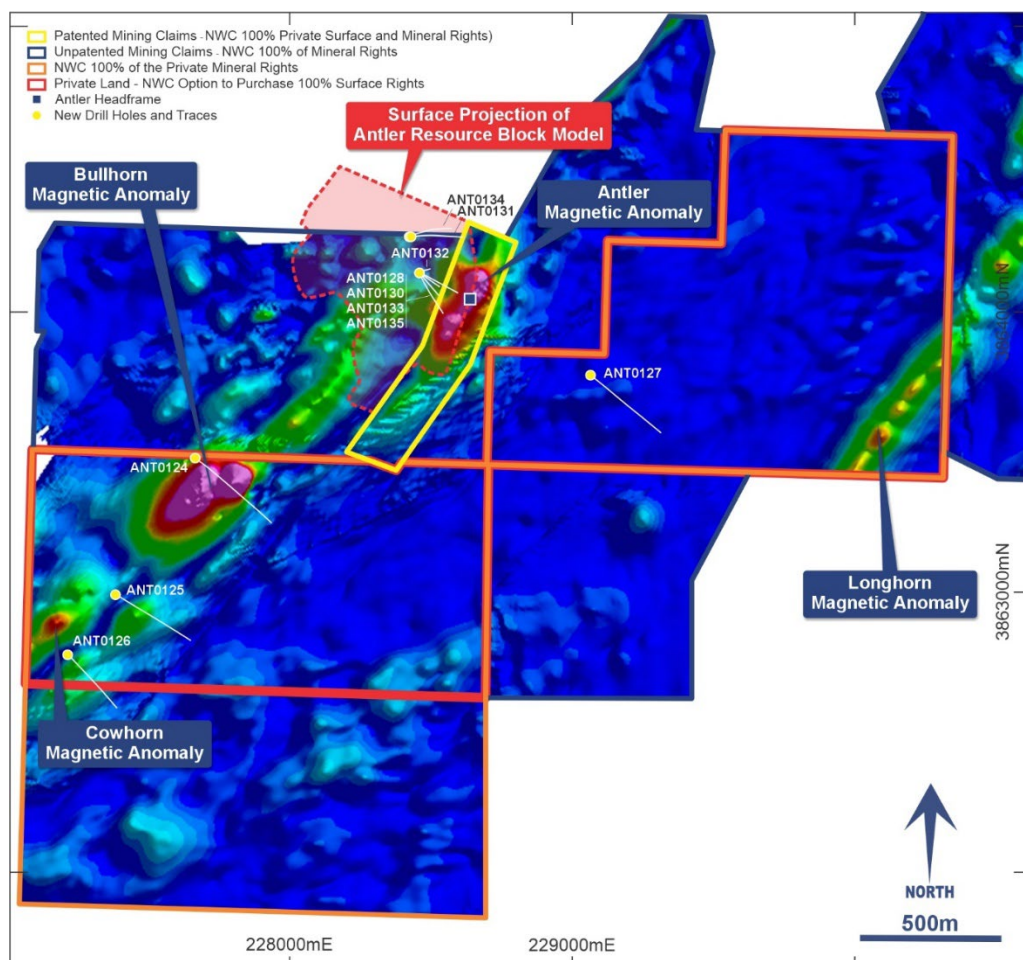 Patented Mining Claims - NWC 100% Private Surface and Mineral Rights)
Unpatented Mining Claims - NWC 100% of Mineral Rights
NWC 100% of the Private Mineral Rights
Private Land - NWC Option to Purchase 100% Surface Rights
Antler Headframe
New Drill Holes and Traces
Surface Projection of
Antler Resource Block Model
Bullhorn
Magnetic Anomaly
Antler
Magnetic Anomaly
ANT0134
ANT0131
ANT0132
ANT0128
ANT0130
ANT0133
ANT0135
3864000mN
ANT0127
ANT0124
ANT0125
ANT0126
Longhorn
Magnetic Anomaly
3863000mN
Cowhorn
Magnetic Anomaly
NORTH
500m
228000mE
229000mE